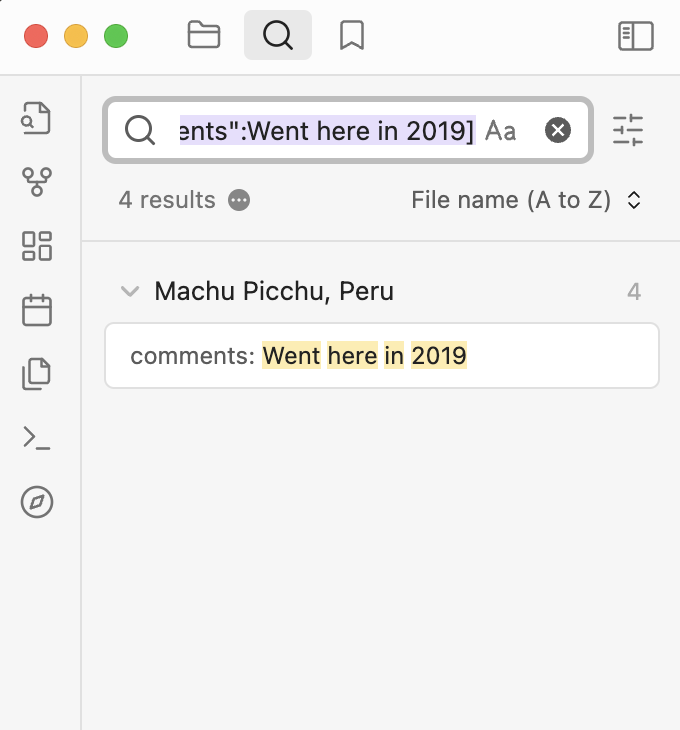 ents":Went here in 2019] Aa
4 results File name (A to Z)
Machu Picchu, Peru 4
comments: Went here in 2019